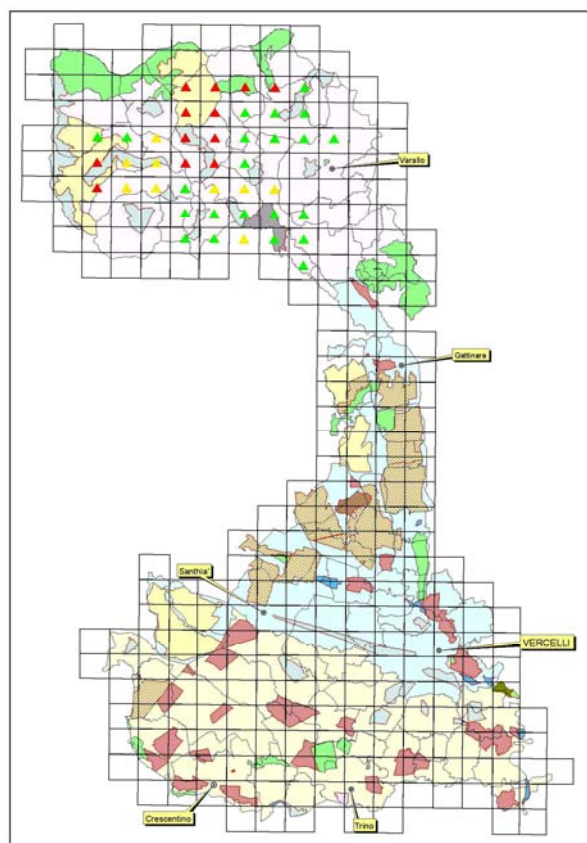 Varallo
Gattinara
Santhia'
VERCELLI
Crescentino
Trino